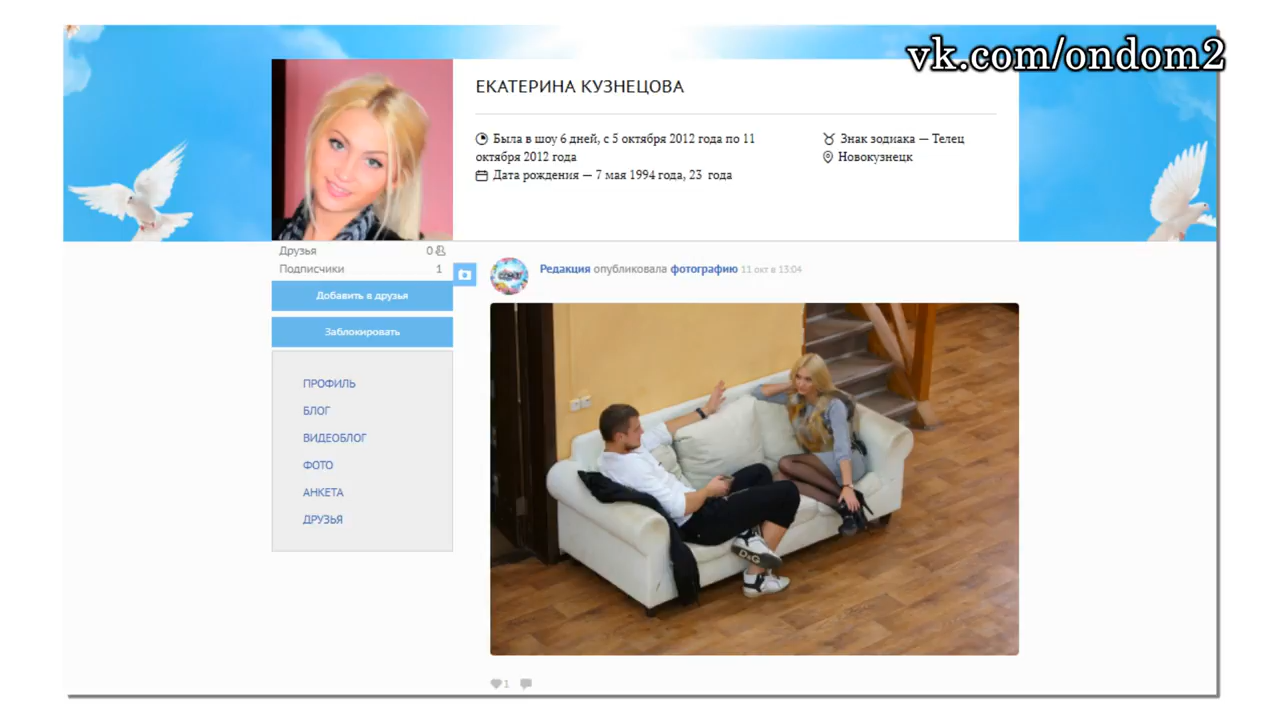 vk.com/ondom2
ЕКАТЕРИНА КУЗНЕЦОВА
Была в шоу 6 дней, с 5 октября 2012 года по 11
октября 2012 года
Дата рождения — 7 мая 1994 года, 23 года
Знак зодиака — Телец
Новокузнецк
Друзья 0
Подписчики 1
Добавить в друзья
Заблокировать
ПРОФИЛЬ
БЛОГ
ВИДЕОБЛОГ
ФОТО
АНКЕТА
ДРУЗЬЯ
Редакция опубликовала фотографию 11 окт в 13:04
D&G
1